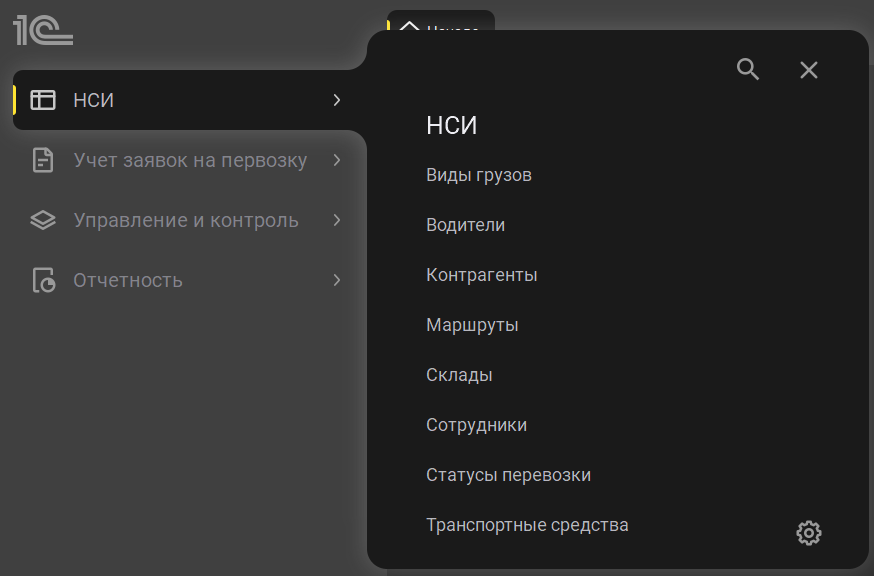 1С
Начало
НСИ
Учет заявок на первозку
Управление и контроль
Отчетность
НСИ
Виды грузов
Водители
Контрагенты
Маршруты
Склады
Сотрудники
Статусы перевозки
Транспортные средства